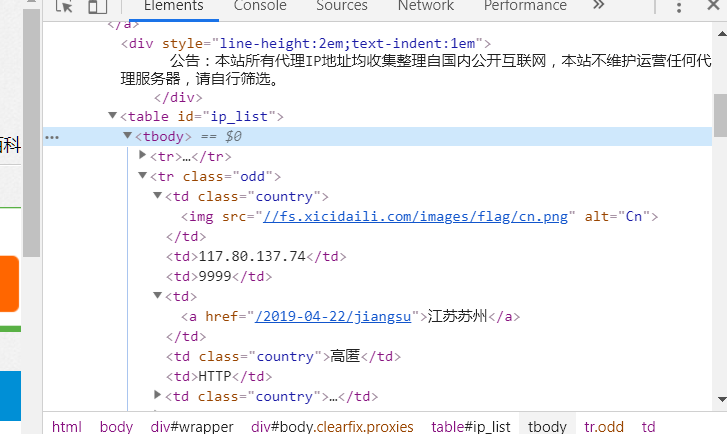 Elements Console Sources Network Performance »
</a>
<div style="line-height:2em;text-indent:1em">
公告：本站所有代理IP地址均收集整理自国内公开互联网，本站不维护运营任何代
理服务器，请自行筛选。
</div>
▼<table id="ip_list">
… ▼<tbody> == $0
▶<tr>…</tr>
▼<tr class="odd">
▼<td class="country">
<img src="//fs.xicidaili.com/images/flag/cn.png" alt="Cn">
</td>
<td>117.80.137.74</td>
<td>9999</td>
▼<td>
<a href="/2019-04-22/jiangsu">江苏苏州</a>
</td>
<td class="country">高匿</td>
<td>HTTP</td>
▶<td class="country">…</td>
html body div#wrapper div#body.clearfix.proxies table#ip_list tbody tr.odd td